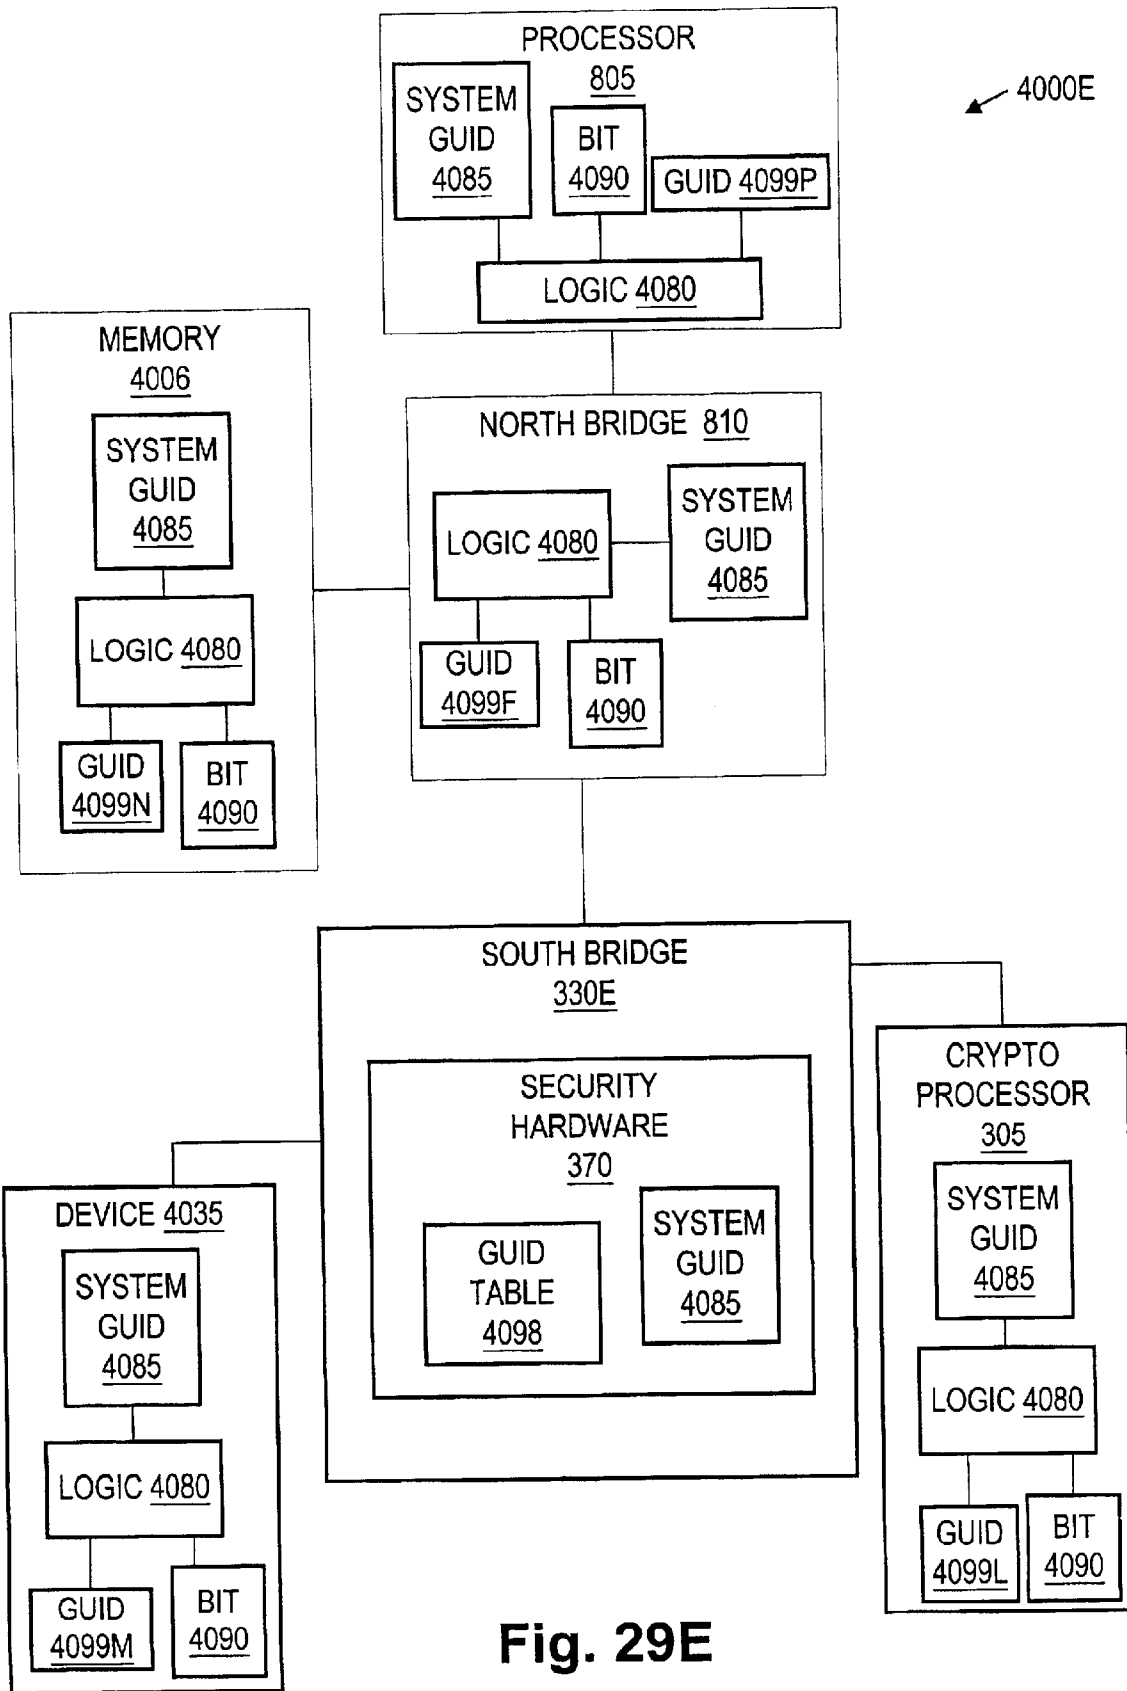 PROCESSOR
805
SYSTEM
GUID
4085
BIT
4090
GUID 4099P
LOGIC 4080
4000E
MEMORY
4006
SYSTEM
GUID
4085
LOGIC 4080
GUID
4099N
BIT
4090
NORTH BRIDGE 810
LOGIC 4080
SYSTEM
GUID
4085
GUID
4099F
BIT
4090
SOUTH BRIDGE
330E
SECURITY
HARDWARE
370
GUID
TABLE
4098
SYSTEM
GUID
4085
CRYPTO
PROCESSOR
305
SYSTEM
GUID
4085
LOGIC 4080
GUID
4099L
BIT
4090
DEVICE 4035
SYSTEM
GUID
4085
LOGIC 4080
GUID
4099M
BIT
4090
Fig. 29E